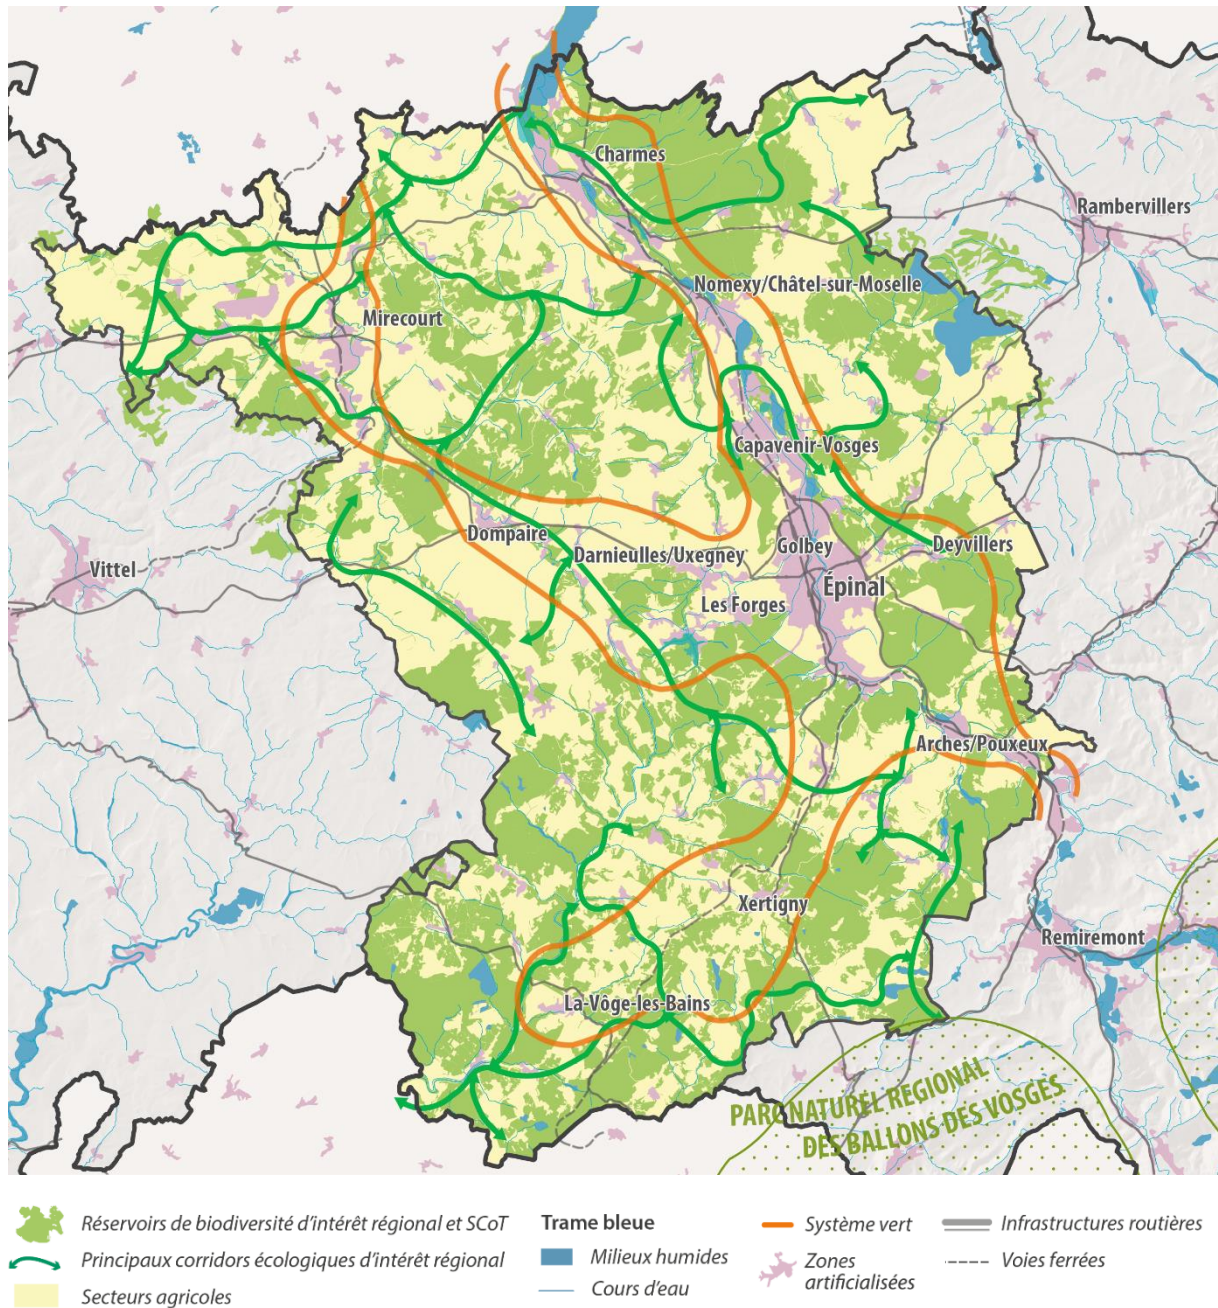 Charmes
Rambervillers
Nomexy/Châtel-sur-Moselle
Mirecourt
Capavenir-Vosges
Dompaire
Darnieulles/Uxegney
Golbey
Deyvillers
Vittel
Épinal
Les Forges
Arches/Pouxeux
Xertigny
Remiremont
La-Vôge-les-Bains
PARC NATUREL RÉGIONAL
DES BALLONS DES VOSGES
Réservoirs de biodiversité d'intérêt régional et SCoT
Principaux corridors écologiques d'intérêt régional
Secteurs agricoles
Trame bleue
Milieux humides
Cours d'eau
Système vert
Zones
artificialisées
Infrastructures routières
Voies ferrées